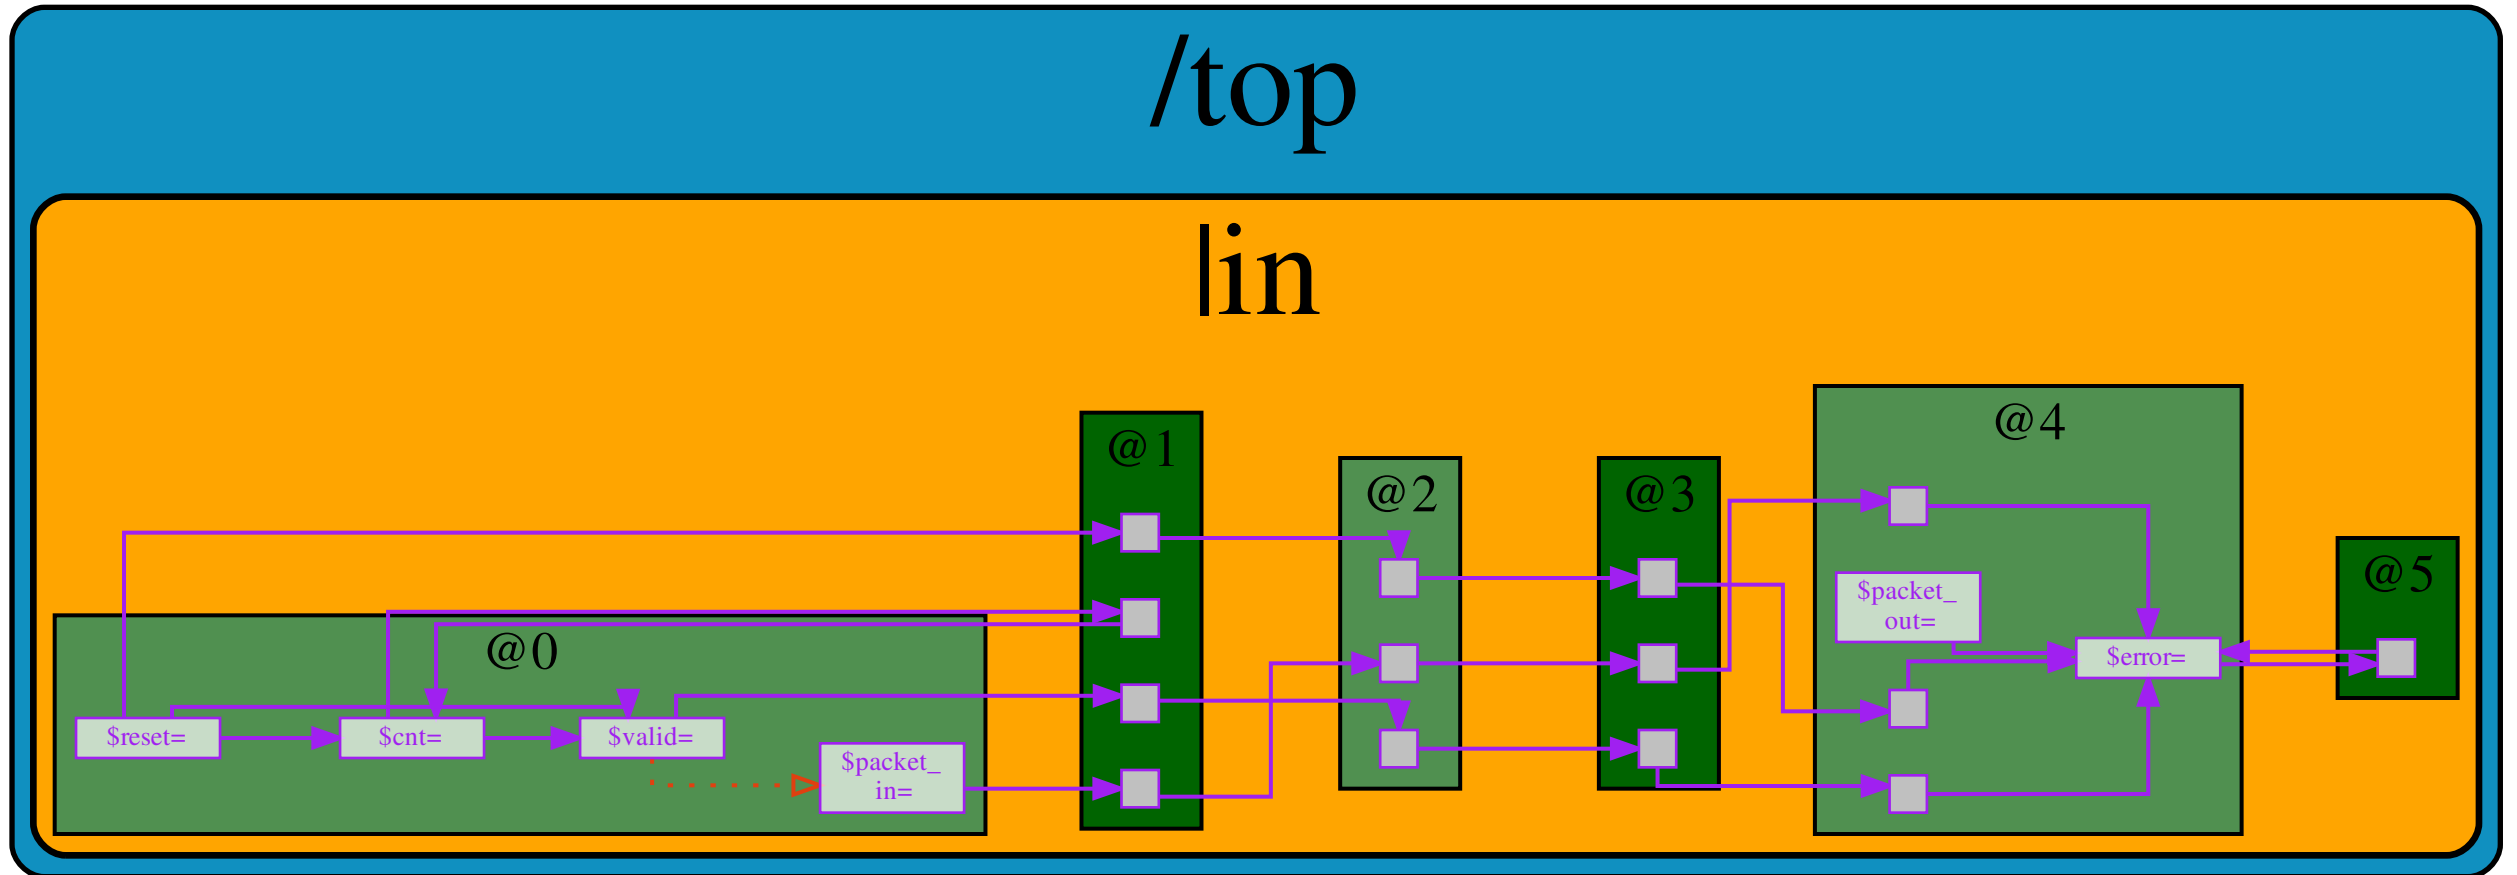 /top
|in
@4
@1
@2
@3
@5
$packet_
out=
@0
$error=
$reset=
$cnt=
$valid=
$packet_
in=